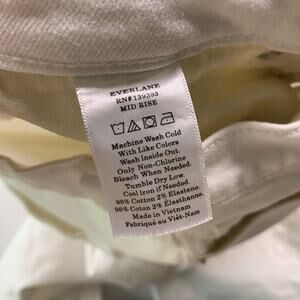 EVERLANE
RN# 139393
MID RISE
Machine Wash Cold
With Like Colors
Wash Inside Out.
Only Non-Chlorine
Bleach When Needed.
Tumble Dry Low.
Cool Iron if Needed.
98% Cotton 2% Elastane.
98% Coton 2% Élasthanne.
Made in Vietnam
Fabriqué au Viêt-Nam